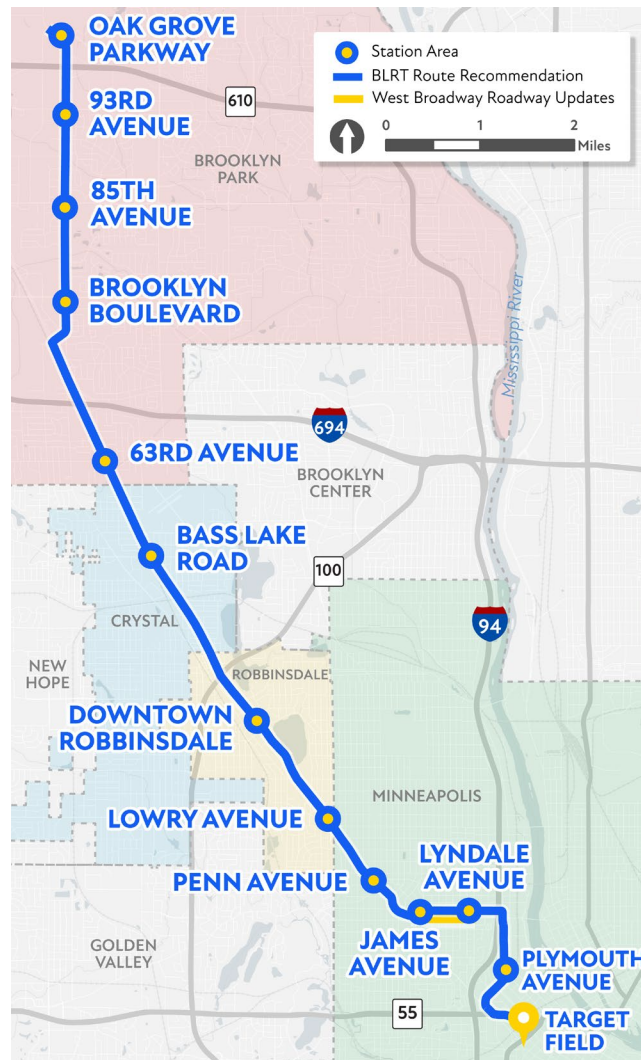 OAK GROVE
PARKWAY
Station Area
BLRT Route Recommendation
West Broadway Roadway Updates
0 1 2
Miles
93RD
AVENUE
610
BROOKLYN
PARK
85TH
AVENUE
BROOKLYN
BOULEVARD
Mississippi River
694
63RD AVENUE
BROOKLYN
CENTER
BASS LAKE
ROAD
100
CRYSTAL
94
NEW
HOPE
ROBBINSDALE
DOWNTOWN
ROBBINSDALE
MINNEAPOLIS
LOWRY AVENUE
LYNDALE
AVENUE
PENN AVENUE
JAMES
AVENUE
GOLDEN
VALLEY
PLYMOUTH
AVENUE
55
TARGET
FIELD